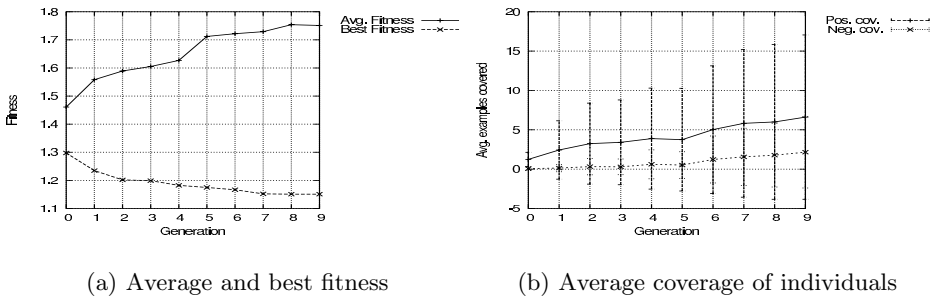 Avg. Fitness
Best Fitness
1.8
1.7
1.6
1.5
1.4
1.3
1.2
1.1
Fitness
0 1 2 3 4 5 6 7 8 9
Generation
(a) Average and best fitness
Pos. cov.
Neg. cov.
20
15
10
5
0
-5
Avg. examples covered
0 1 2 3 4 5 6 7 8 9
Generation
(b) Average coverage of individuals